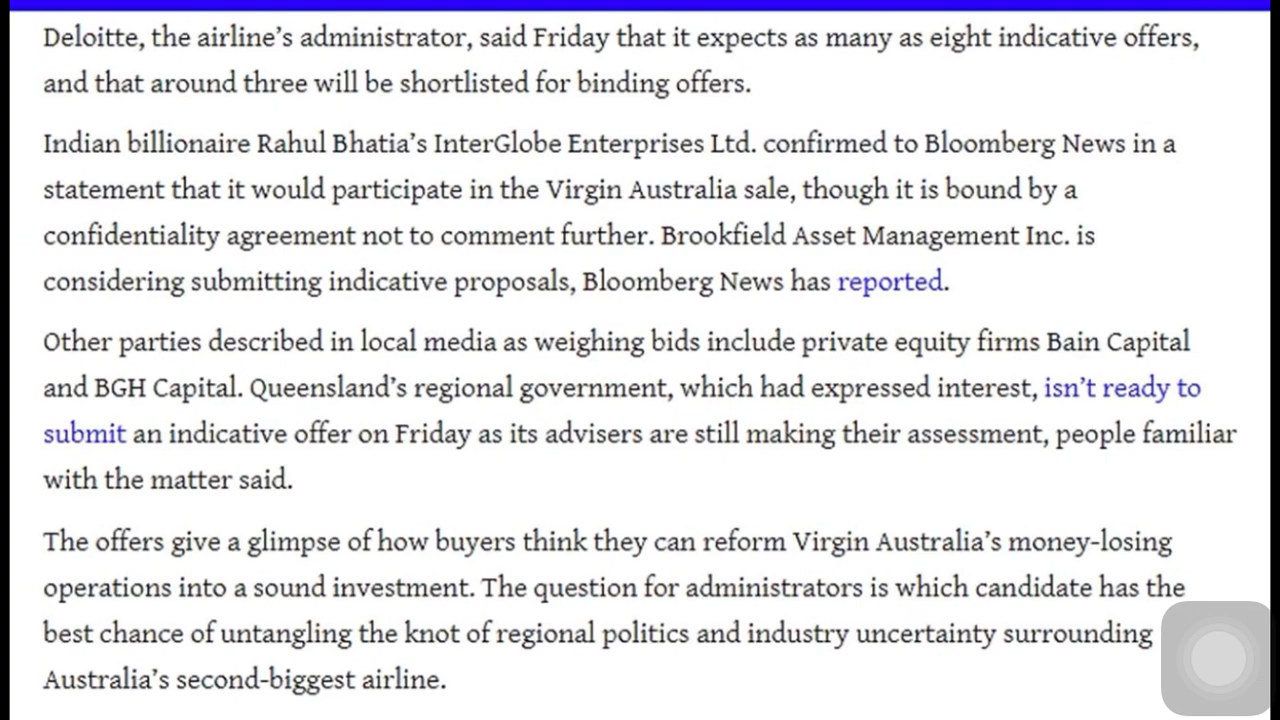 Deloitte, the airline’s administrator, said Friday that it expects as many as eight indicative offers,
and that around three will be shortlisted for binding offers.
Indian billionaire Rahul Bhatia’s InterGlobe Enterprises Ltd. confirmed to Bloomberg News in a
statement that it would participate in the Virgin Australia sale, though it is bound by a
confidentiality agreement not to comment further. Brookfield Asset Management Inc. is
considering submitting indicative proposals, Bloomberg News has reported.
Other parties described in local media as weighing bids include private equity firms Bain Capital
and BGH Capital. Queensland’s regional government, which had expressed interest, isn’t ready to
submit an indicative offer on Friday as its advisers are still making their assessment, people familiar
with the matter said.
The offers give a glimpse of how buyers think they can reform Virgin Australia’s money-losing
operations into a sound investment. The question for administrators is which candidate has the
best chance of untangling the knot of regional politics and industry uncertainty surrounding
Australia’s second-biggest airline.